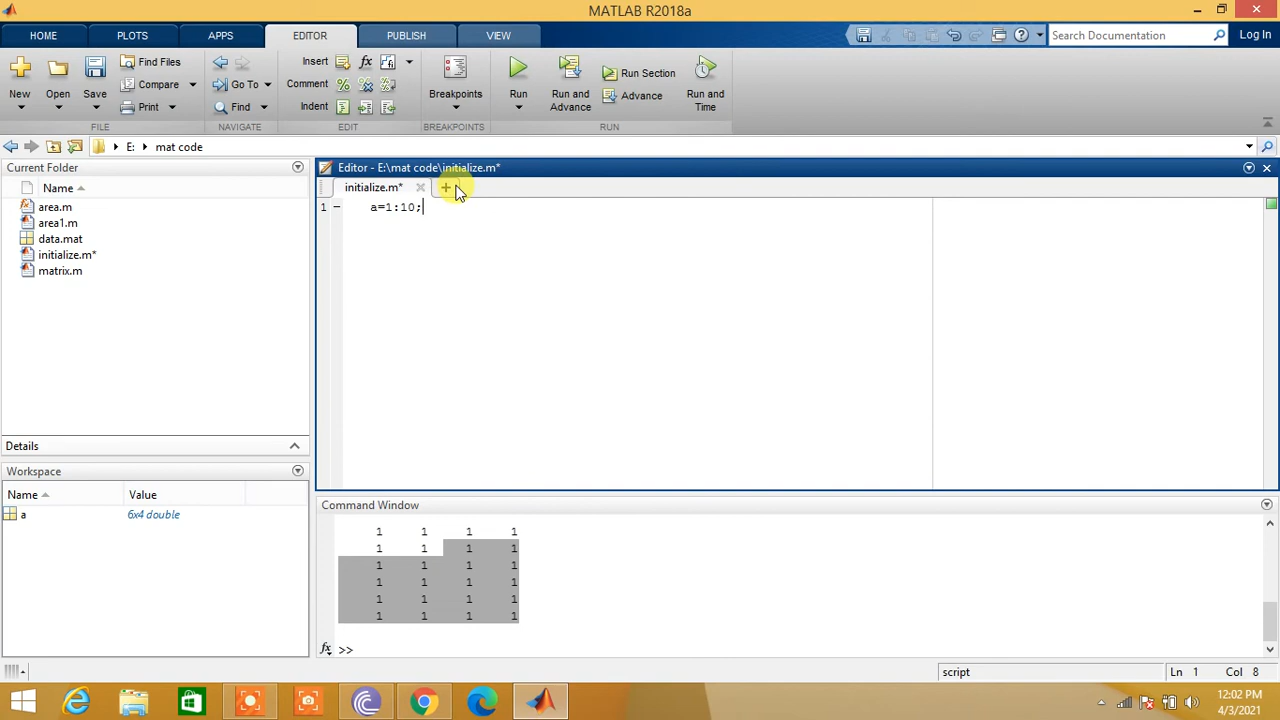 MATLAB R2018a
HOME PLOTS APPS EDITOR PUBLISH VIEW
Search Documentation Log In
New Open Save Find Files Compare Print
Go To Find
Insert fx Comment % Indent
Breakpoints
Run Run and Advance Run Section Advance Run and Time
FILE NAVIGATE EDIT BREAKPOINTS RUN
E: mat code
Current Folder
Name
area.m
area1.m
data.mat
initialize.m*
matrix.m
Details
Workspace
Name Value
a 6x4 double
Editor - E:\mat code\initialize.m*
initialize.m*
1 – a=1:10;
Command Window
1 1 1 1
1 1 1 1
1 1 1 1
1 1 1 1
1 1 1 1
1 1 1 1
fx >>
script Ln 1 Col 8
12:02 PM
4/3/2021